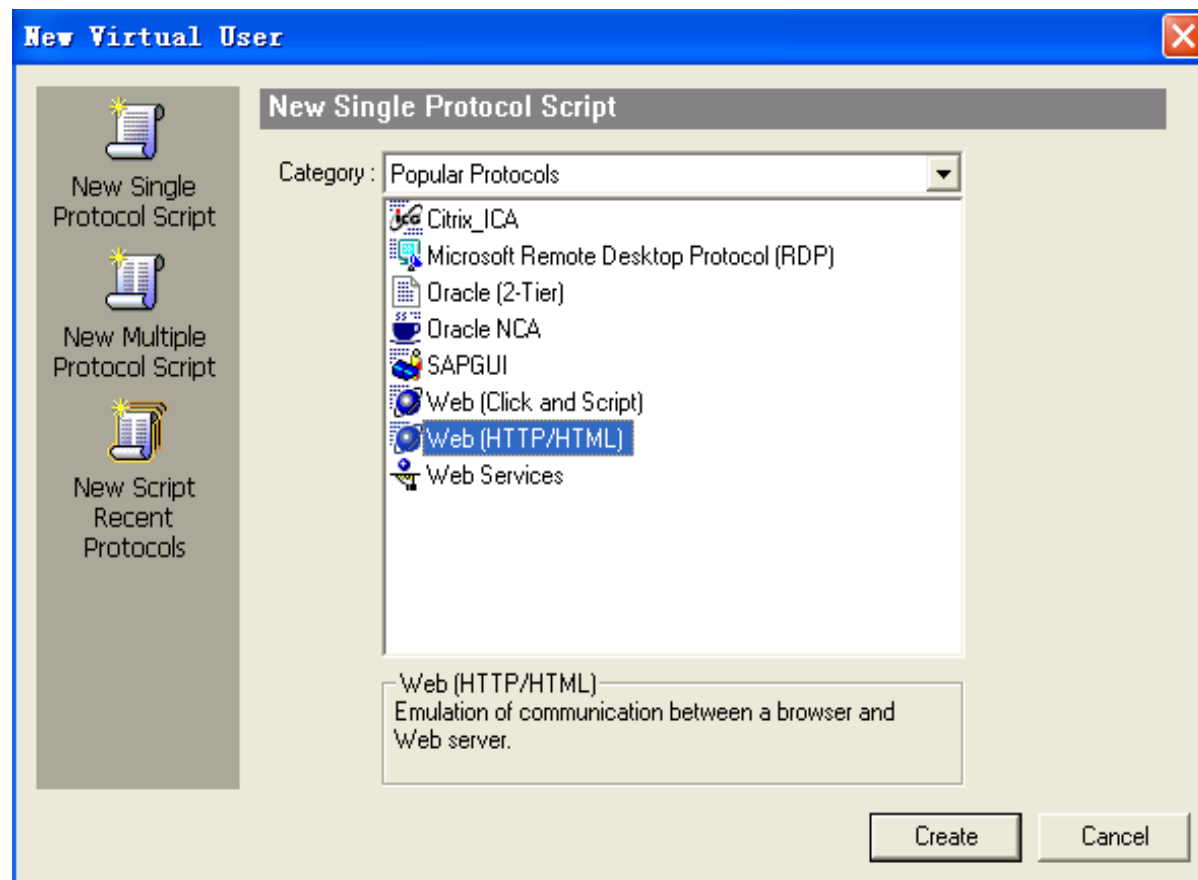 New Virtual User
New Single
Protocol Script
New Multiple
Protocol Script
New Script
Recent
Protocols
New Single Protocol Script
Category :
Popular Protocols
Citrix_ICA
Microsoft Remote Desktop Protocol (RDP)
Oracle (2-Tier)
Oracle NCA
SAPGUI
Web (Click and Script)
Web (HTTP/HTML)
Web Services
Web (HTTP/HTML)
Emulation of communication between a browser and
Web server.
Create
Cancel